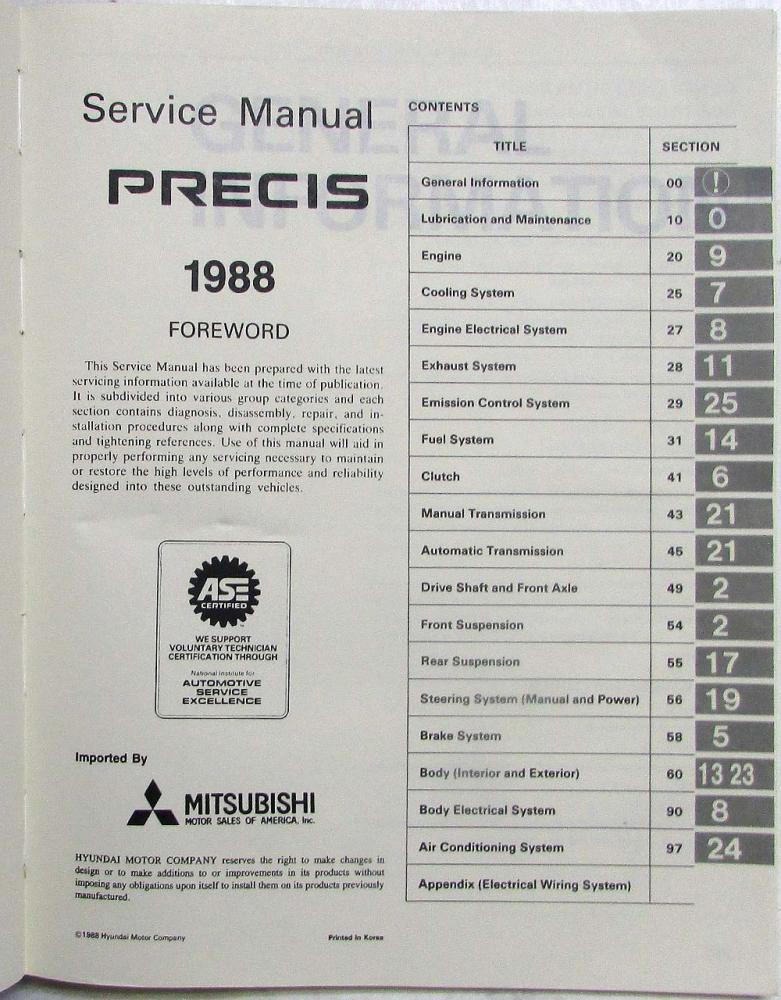 Service Manual
PRECIS
1988
FOREWORD
This Service Manual has been prepared with the latest
servicing information available at the time of publication.
It is subdivided into various group categories and each
section contains diagnosis, disassembly, repair, and in-
stallation procedures along with complete specifications
and tightening references. Use of this manual will aid in
properly performing any servicing necessary to maintain
or restore the high levels of performance and reliability
designed into these outstanding vehicles.
ASE
CERTIFIED
WE SUPPORT
VOLUNTARY TECHNICIAN
CERTIFICATION THROUGH
National Institute for
AUTOMOTIVE
SERVICE
EXCELLENCE
Imported By
MITSUBISHI
MOTOR SALES OF AMERICA, Inc.
HYUNDAI MOTOR COMPANY reserves the right to make changes in
design or to make additions to or improvements in its products without
imposing any obligations upon itself to install them on its products previously
manufactured.
©1988 Hyundai Motor Company Printed in Korea
CONTENTS
TITLE SECTION
General Information 00 !
Lubrication and Maintenance 10 0
Engine 20 9
Cooling System 25 7
Engine Electrical System 27 8
Exhaust System 28 11
Emission Control System 29 25
Fuel System 31 14
Clutch 41 6
Manual Transmission 43 21
Automatic Transmission 45 21
Drive Shaft and Front Axle 49 2
Front Suspension 54 2
Rear Suspension 55 17
Steering System (Manual and Power) 56 19
Brake System 58 5
Body (Interior and Exterior) 60 13 23
Body Electrical System 90 8
Air Conditioning System 97 24
Appendix (Electrical Wiring System)
GENERAL
INFORMATION